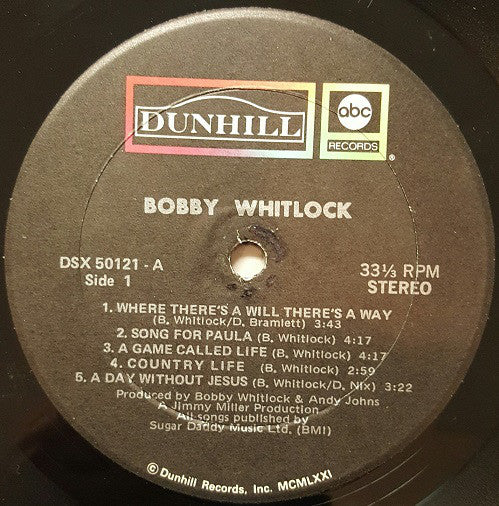 DUNHILL
abc
RECORDS
®
BOBBY WHITLOCK
DSX 50121 - A
Side 1
33⅓ RPM
STEREO
1. WHERE THERE'S A WILL THERE'S A WAY
(B. Whitlock/D. Bramlett) 3:43
2. SONG FOR PAULA (B. Whitlock) 4:17
3. A GAME CALLED LIFE (B. Whitlock) 4:17
4. COUNTRY LIFE (B. Whitlock) 2:59
5. A DAY WITHOUT JESUS (B. Whitlock/D. Nix) 3:22
Produced by Bobby Whitlock & Andy Johns
A Jimmy Miller Production
All songs published by
Sugar Daddy Music Ltd. (BMI)
© Dunhill Records, Inc. MCMLXXI